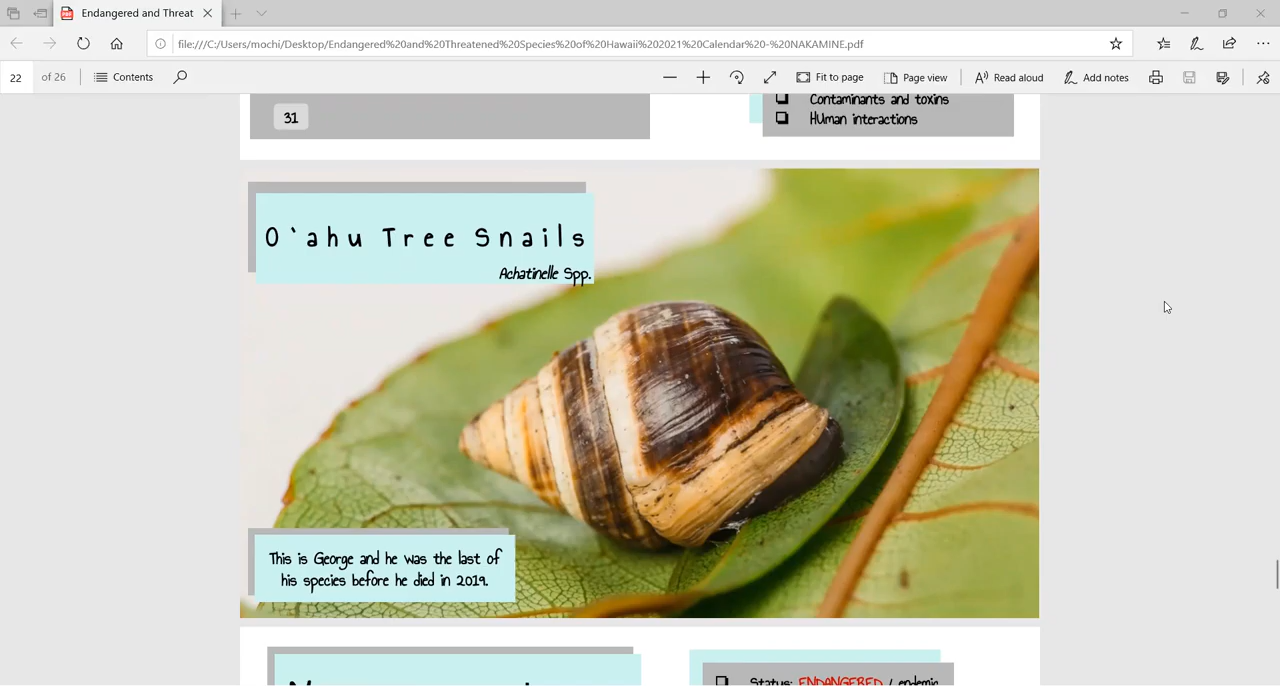 Endangered and Threat
file:///C:/Users/mochi/Desktop/Endangered%20and%20Threatened%20Species%20of%20Hawaii%202021%20Calendar%20-%20NAKAMINE.pdf
22 of 26 Contents Fit to page Page view Read aloud Add notes
31
Contaminants and toxins
Human interactions
O`ahu Tree Snails
Achatinelle Spp.
This is George and he was the last of
his species before he died in 2019.
Status: ENDANGERED / endemic